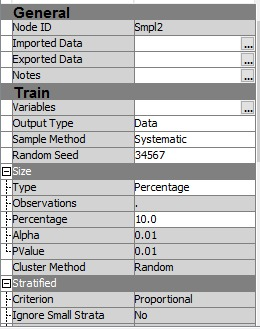 General
Node ID Smpl2
Imported Data ...
Exported Data ...
Notes ...
Train
Variables ...
Output Type Data
Sample Method Systematic
Random Seed 34567
Size
Type Percentage
Observations .
Percentage 10.0
Alpha 0.01
PValue 0.01
Cluster Method Random
Stratified
Criterion Proportional
Ignore Small Strata No